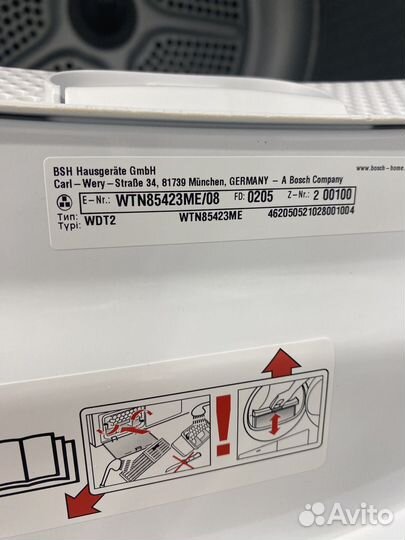 BSH Hausgeräte GmbH
Carl-Wery-Straße 34, 81739 München, GERMANY - A Bosch Company
www.bosch-home.
E-Nr.: WTN85423ME/08 FD: 0205 Z-Nr.: 2 00100
Тип: WTN85423ME 462050521028001004
Typi: WDT2
!
Avito